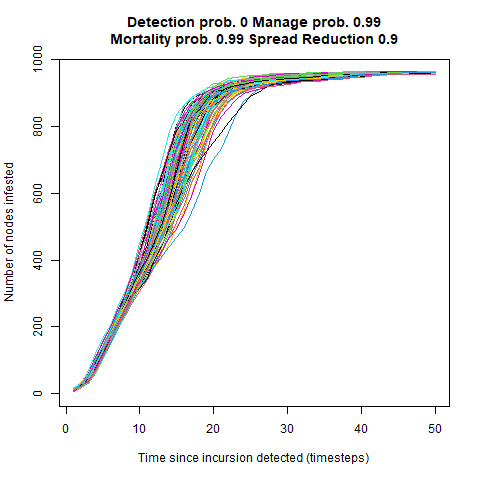 Detection prob. 0 Manage prob. 0.99
Mortality prob. 0.99 Spread Reduction 0.9
Number of nodes infested
1000
800
600
400
200
0
0 10 20 30 40 50
Time since incursion detected (timesteps)